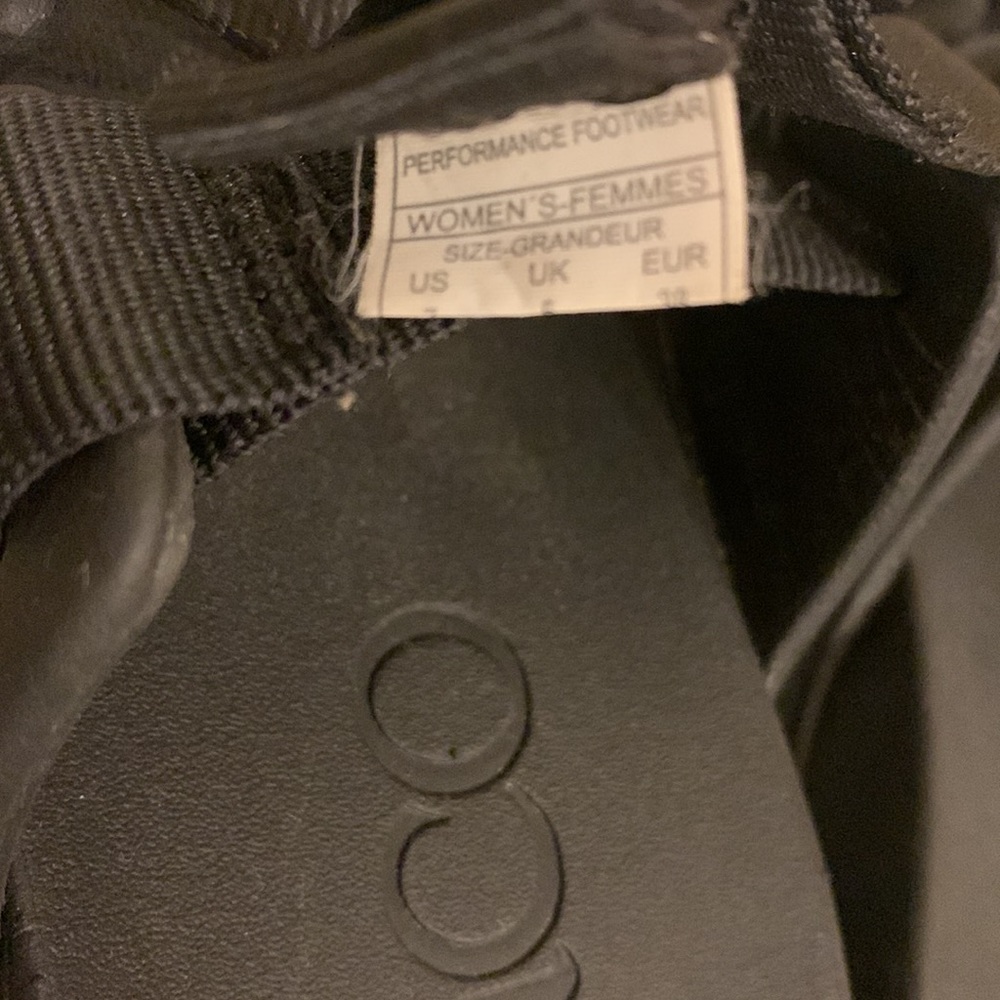 PERFORMANCE FOOTWEAR
WOMEN'S-FEMMES
SIZE-GRANDEUR
US UK EUR